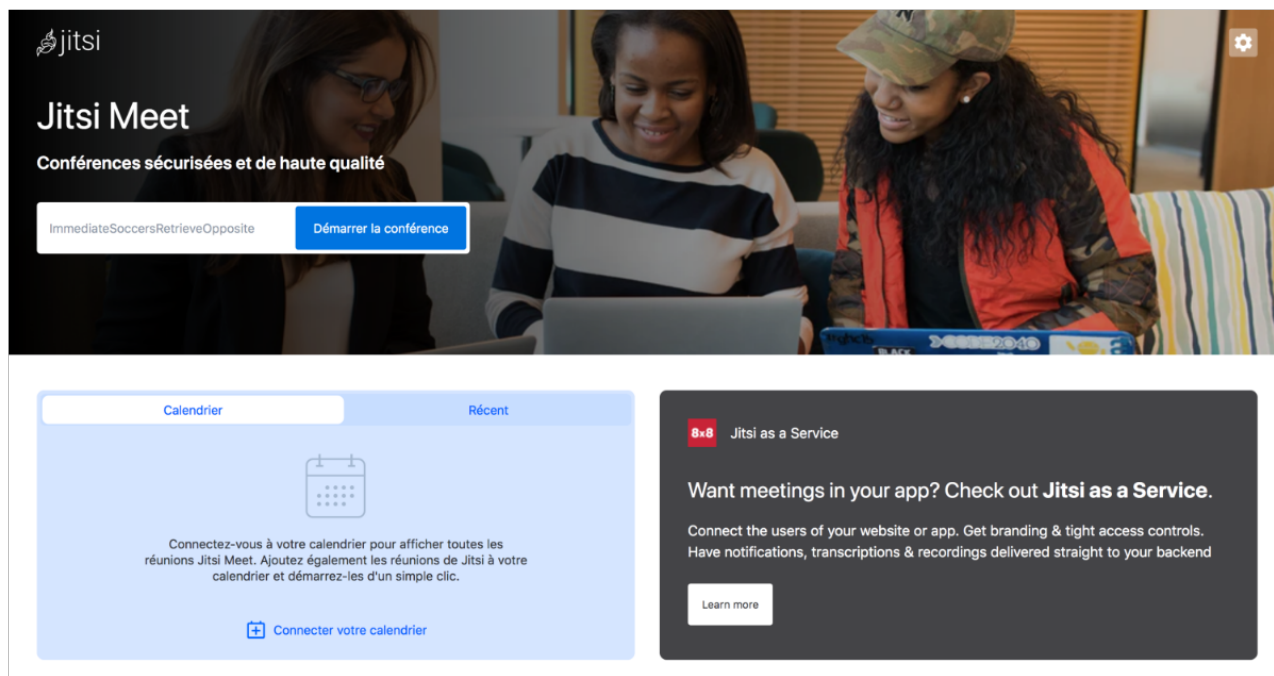 jitsi
Jitsi Meet
Conférences sécurisées et de haute qualité
ImmediateSoccersRetrieveOpposite
Démarrer la conférence
Calendrier
Récent
Connectez-vous à votre calendrier pour afficher toutes les
réunions Jitsi Meet. Ajoutez également les réunions de Jitsi à votre
calendrier et démarrez-les d'un simple clic.
Connecter votre calendrier
8x8 Jitsi as a Service
Want meetings in your app? Check out Jitsi as a Service.
Connect the users of your website or app. Get branding & tight access controls.
Have notifications, transcriptions & recordings delivered straight to your backend
Learn more